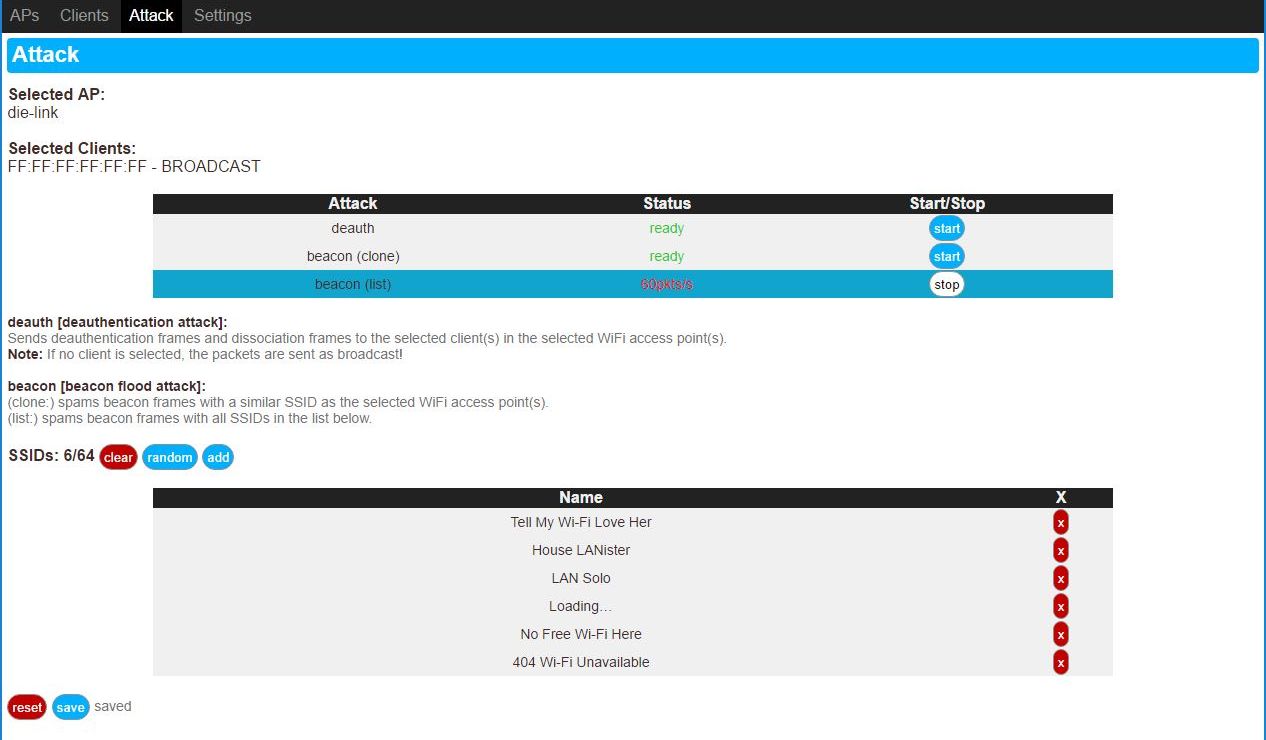 APs Clients Attack Settings
Attack
Selected AP:
die-link
Selected Clients:
FF:FF:FF:FF:FF:FF - BROADCAST
Attack Status Start/Stop
deauth ready start
beacon (clone) ready start
beacon (list) 60pkts/s stop
deauth [deauthentication attack]:
Sends deauthentication frames and dissociation frames to the selected client(s) in the selected WiFi access point(s).
Note: If no client is selected, the packets are sent as broadcast!
beacon [beacon flood attack]:
(clone:) spams beacon frames with a similar SSID as the selected WiFi access point(s).
(list:) spams beacon frames with all SSIDs in the list below.
SSIDs: 6/64 clear random add
Name X
Tell My Wi-Fi Love Her x
House LANister x
LAN Solo x
Loading… x
No Free Wi-Fi Here x
404 Wi-Fi Unavailable x
reset save saved